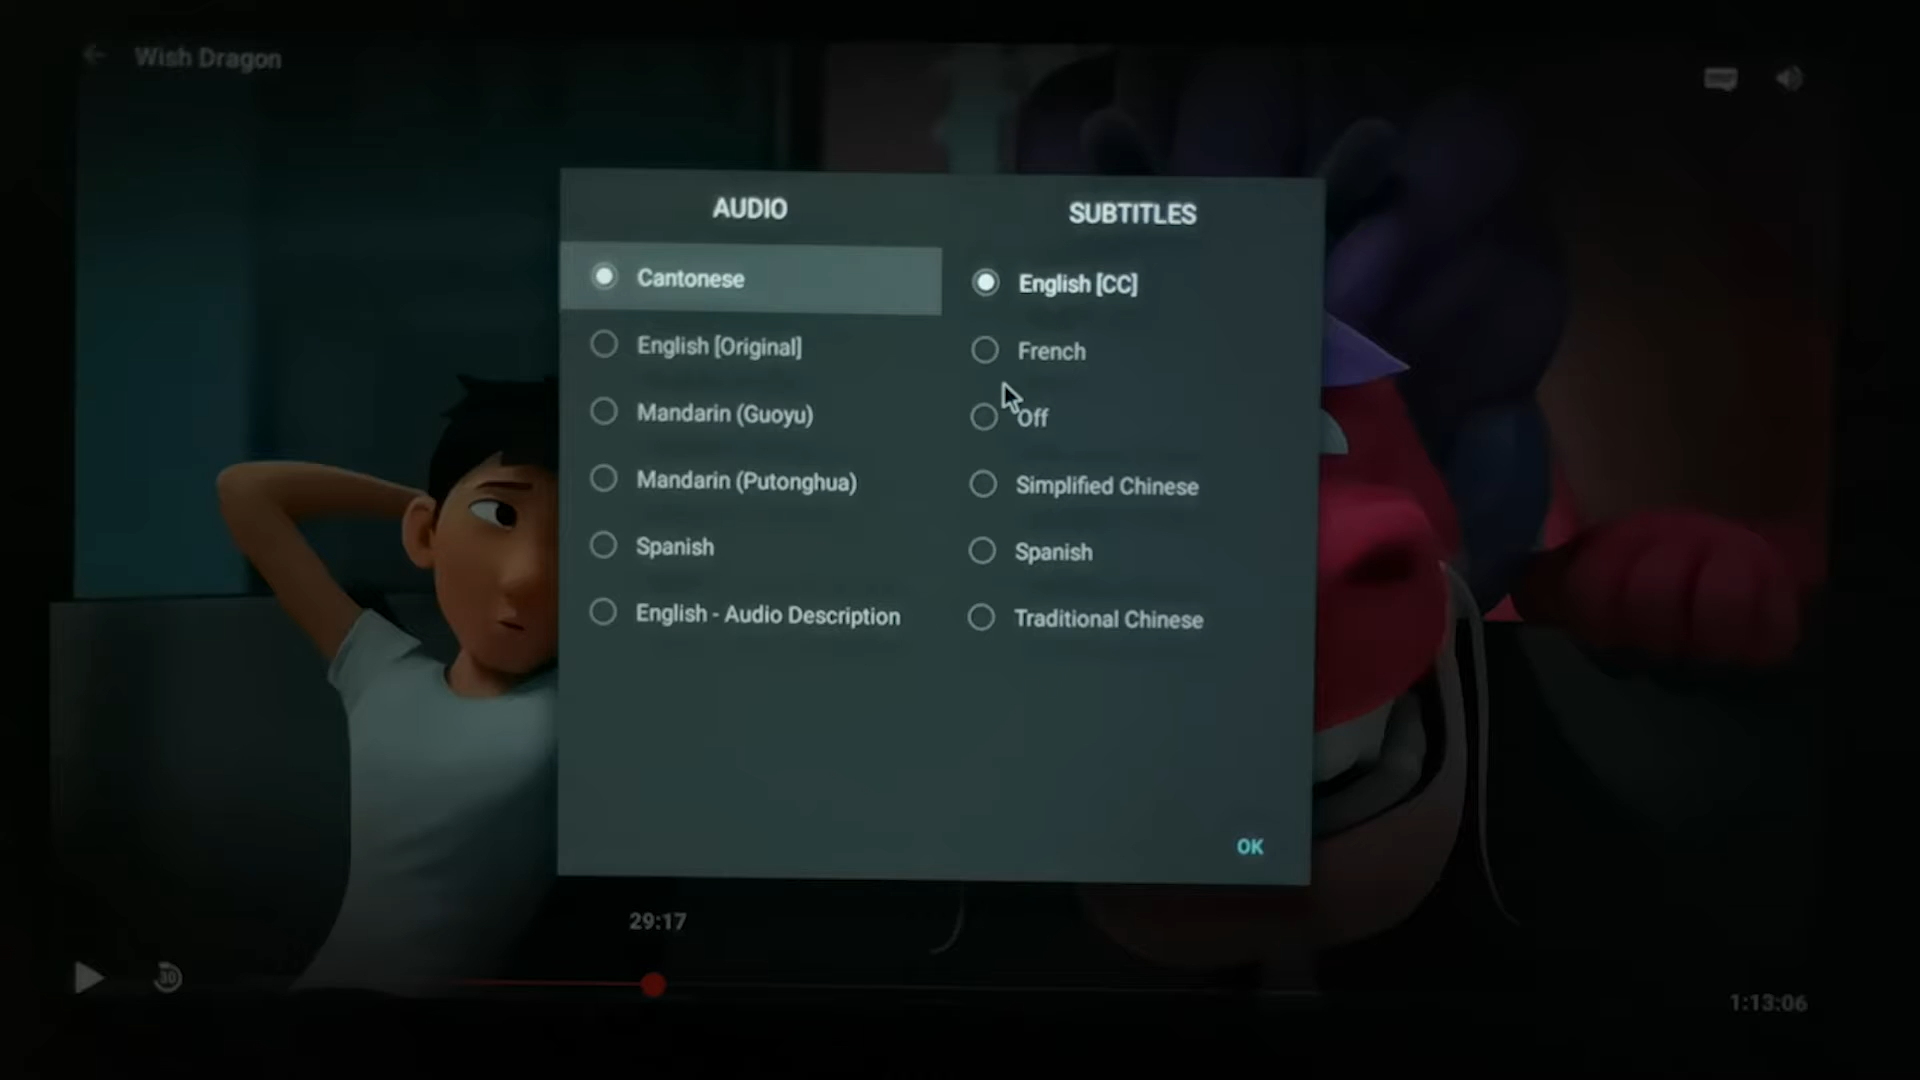 Wish Dragon
AUDIO
Cantonese
English [Original]
Mandarin (Guoyu)
Mandarin (Putonghua)
Spanish
English - Audio Description
SUBTITLES
English [CC]
French
Off
Simplified Chinese
Spanish
Traditional Chinese
OK
29:17
30
1:13:06